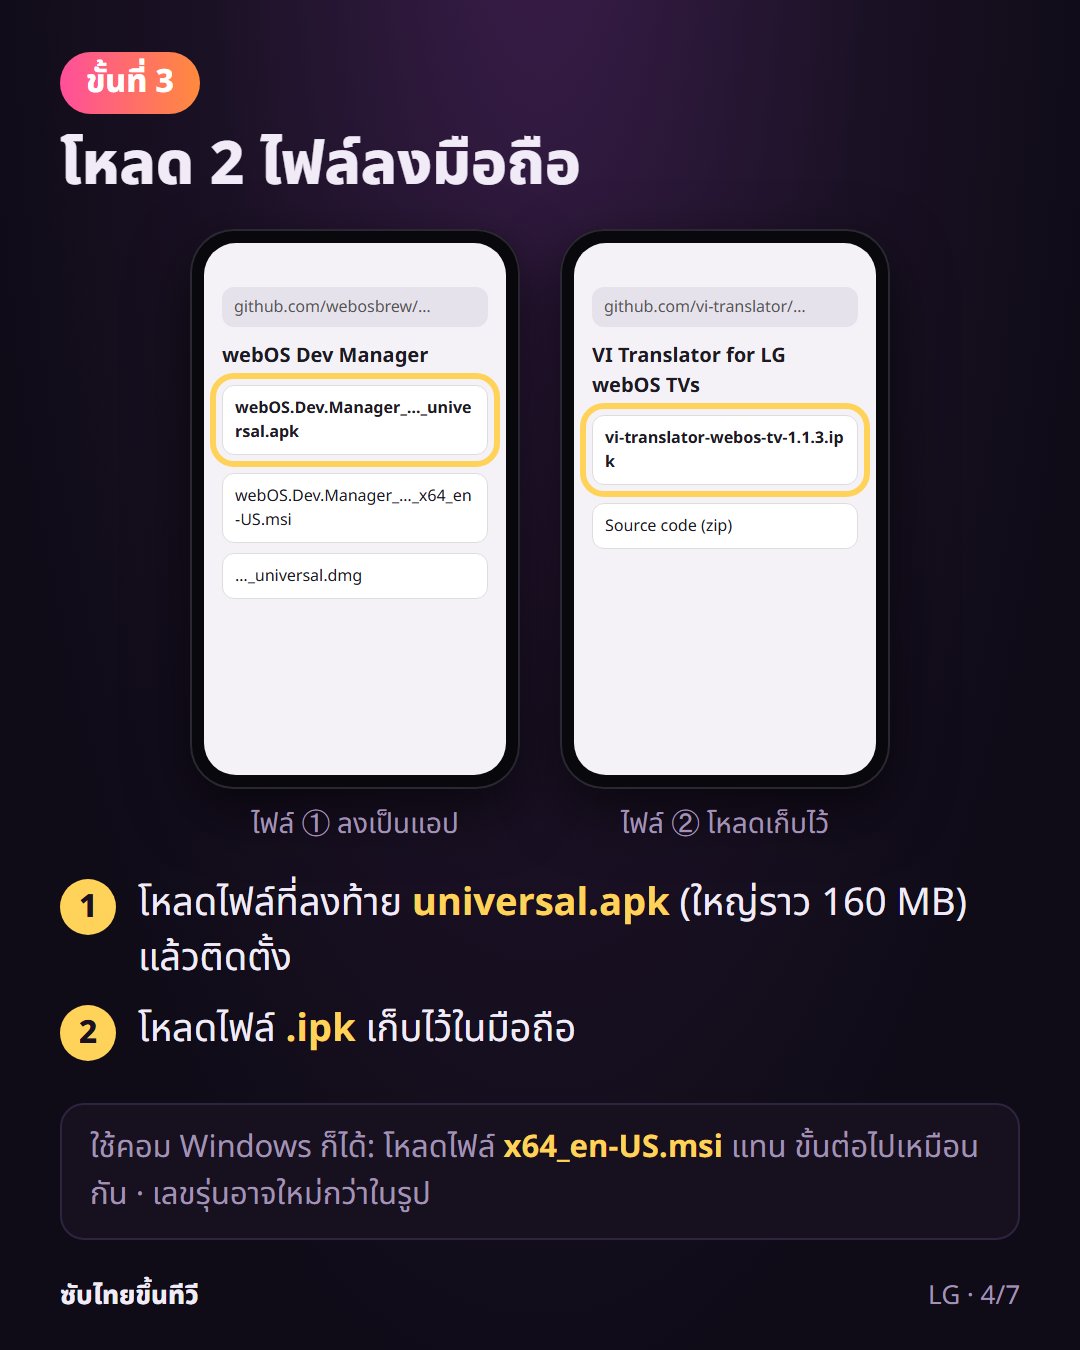 ขั้นที่ 3
โหลด 2 ไฟล์ลงมือถือ
github.com/webosbrew/...
webOS Dev Manager
webOS.Dev.Manager_..._unive
rsal.apk
webOS.Dev.Manager_..._x64_en
-US.msi
..._universal.dmg
ไฟล์ ① ลงเป็นแอป
github.com/vi-translator/...
VI Translator for LG
webOS TVs
vi-translator-webos-tv-1.1.3.ip
k
Source code (zip)
ไฟล์ ② โหลดเก็บไว้
1 โหลดไฟล์ที่ลงท้าย universal.apk (ใหญ่ราว 160 MB)
แล้วติดตั้ง
2 โหลดไฟล์ .ipk เก็บไว้ในมือถือ
ใช้คอม Windows ก็ได้: โหลดไฟล์ x64_en-US.msi แทน ขั้นต่อไปเหมือน
กัน · เลขรุ่นอาจใหม่กว่าในรูป
ซับไทยขึ้นทีวี
LG · 4/7